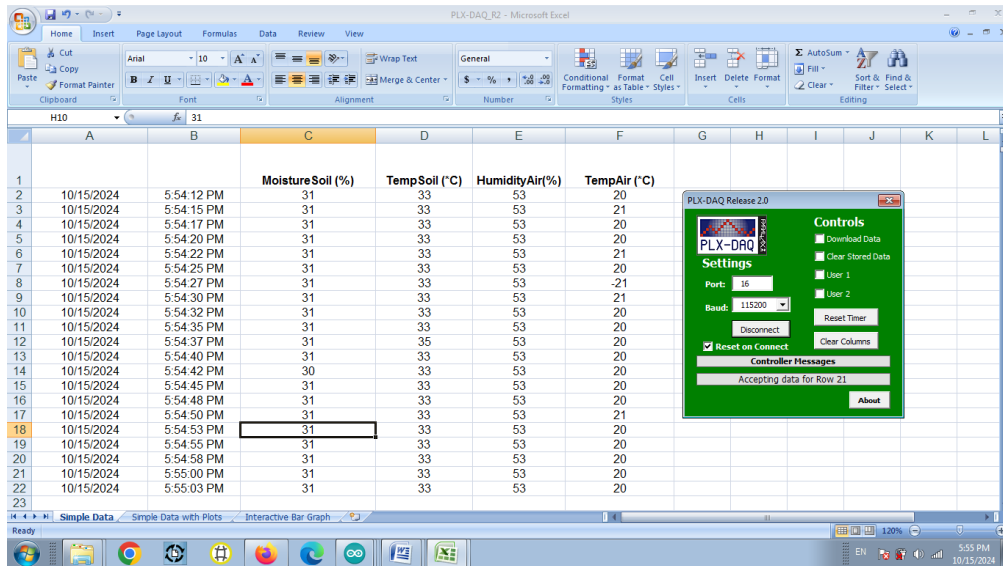 PLX-DAQ_R2 - Microsoft Excel
Home Insert Page Layout Formulas Data Review View
Cut
Copy
Format Painter
Paste
Clipboard
Arial 10
B I U
Font
Wrap Text
Merge & Center
Alignment
General
$ % ,
Number
Conditional Formatting
Format as Table
Cell Styles
Styles
Insert Delete Format
Cells
Σ AutoSum
Fill
Clear
Sort & Filter
Find & Select
Editing
H10 fx 31
A B C D E F G H I J K L
1 MoistureSoil (%) TempSoil (°C) HumidityAir(%) TempAir (°C)
2 10/15/2024 5:54:12 PM 31 33 53 20
3 10/15/2024 5:54:15 PM 31 33 53 21
4 10/15/2024 5:54:17 PM 31 33 53 20
5 10/15/2024 5:54:20 PM 31 33 53 20
6 10/15/2024 5:54:22 PM 31 33 53 21
7 10/15/2024 5:54:25 PM 31 33 53 20
8 10/15/2024 5:54:27 PM 31 33 53 -21
9 10/15/2024 5:54:30 PM 31 33 53 21
10 10/15/2024 5:54:32 PM 31 33 53 20
11 10/15/2024 5:54:35 PM 31 33 53 20
12 10/15/2024 5:54:37 PM 31 35 53 20
13 10/15/2024 5:54:40 PM 31 33 53 20
14 10/15/2024 5:54:42 PM 30 33 53 20
15 10/15/2024 5:54:45 PM 31 33 53 20
16 10/15/2024 5:54:48 PM 31 33 53 20
17 10/15/2024 5:54:50 PM 31 33 53 21
18 10/15/2024 5:54:53 PM 31 33 53 20
19 10/15/2024 5:54:55 PM 31 33 53 20
20 10/15/2024 5:54:58 PM 31 33 53 20
21 10/15/2024 5:55:00 PM 31 33 53 20
22 10/15/2024 5:55:03 PM 31 33 53 20
23
PLX-DAQ Release 2.0
PLX-DAQ
Controls
Download Data
Clear Stored Data
User 1
User 2
Settings
Port: 16
Baud: 115200
Reset Timer
Disconnect
Clear Columns
Reset on Connect
Controller Messages
Accepting data for Row 21
About
Simple Data Simple Data with Plots Interactive Bar Graph
Ready
120%
EN
5:55 PM
10/15/2024